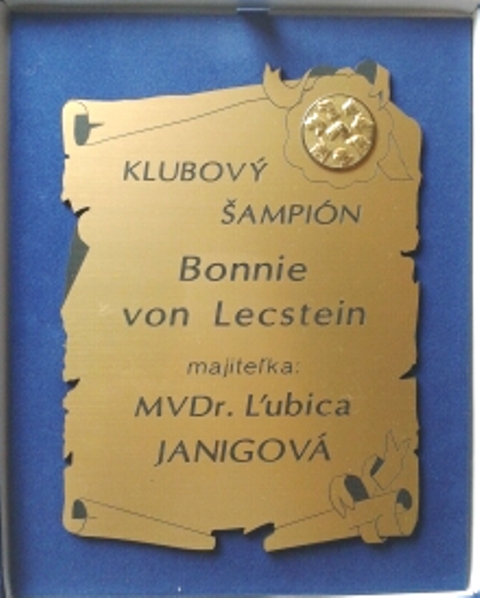 KLUBOVÝ
ŠAMPIÓN
Bonnie
von Lecstein
majiteľka:
MVDr. Ľubica
JANIGOVÁ